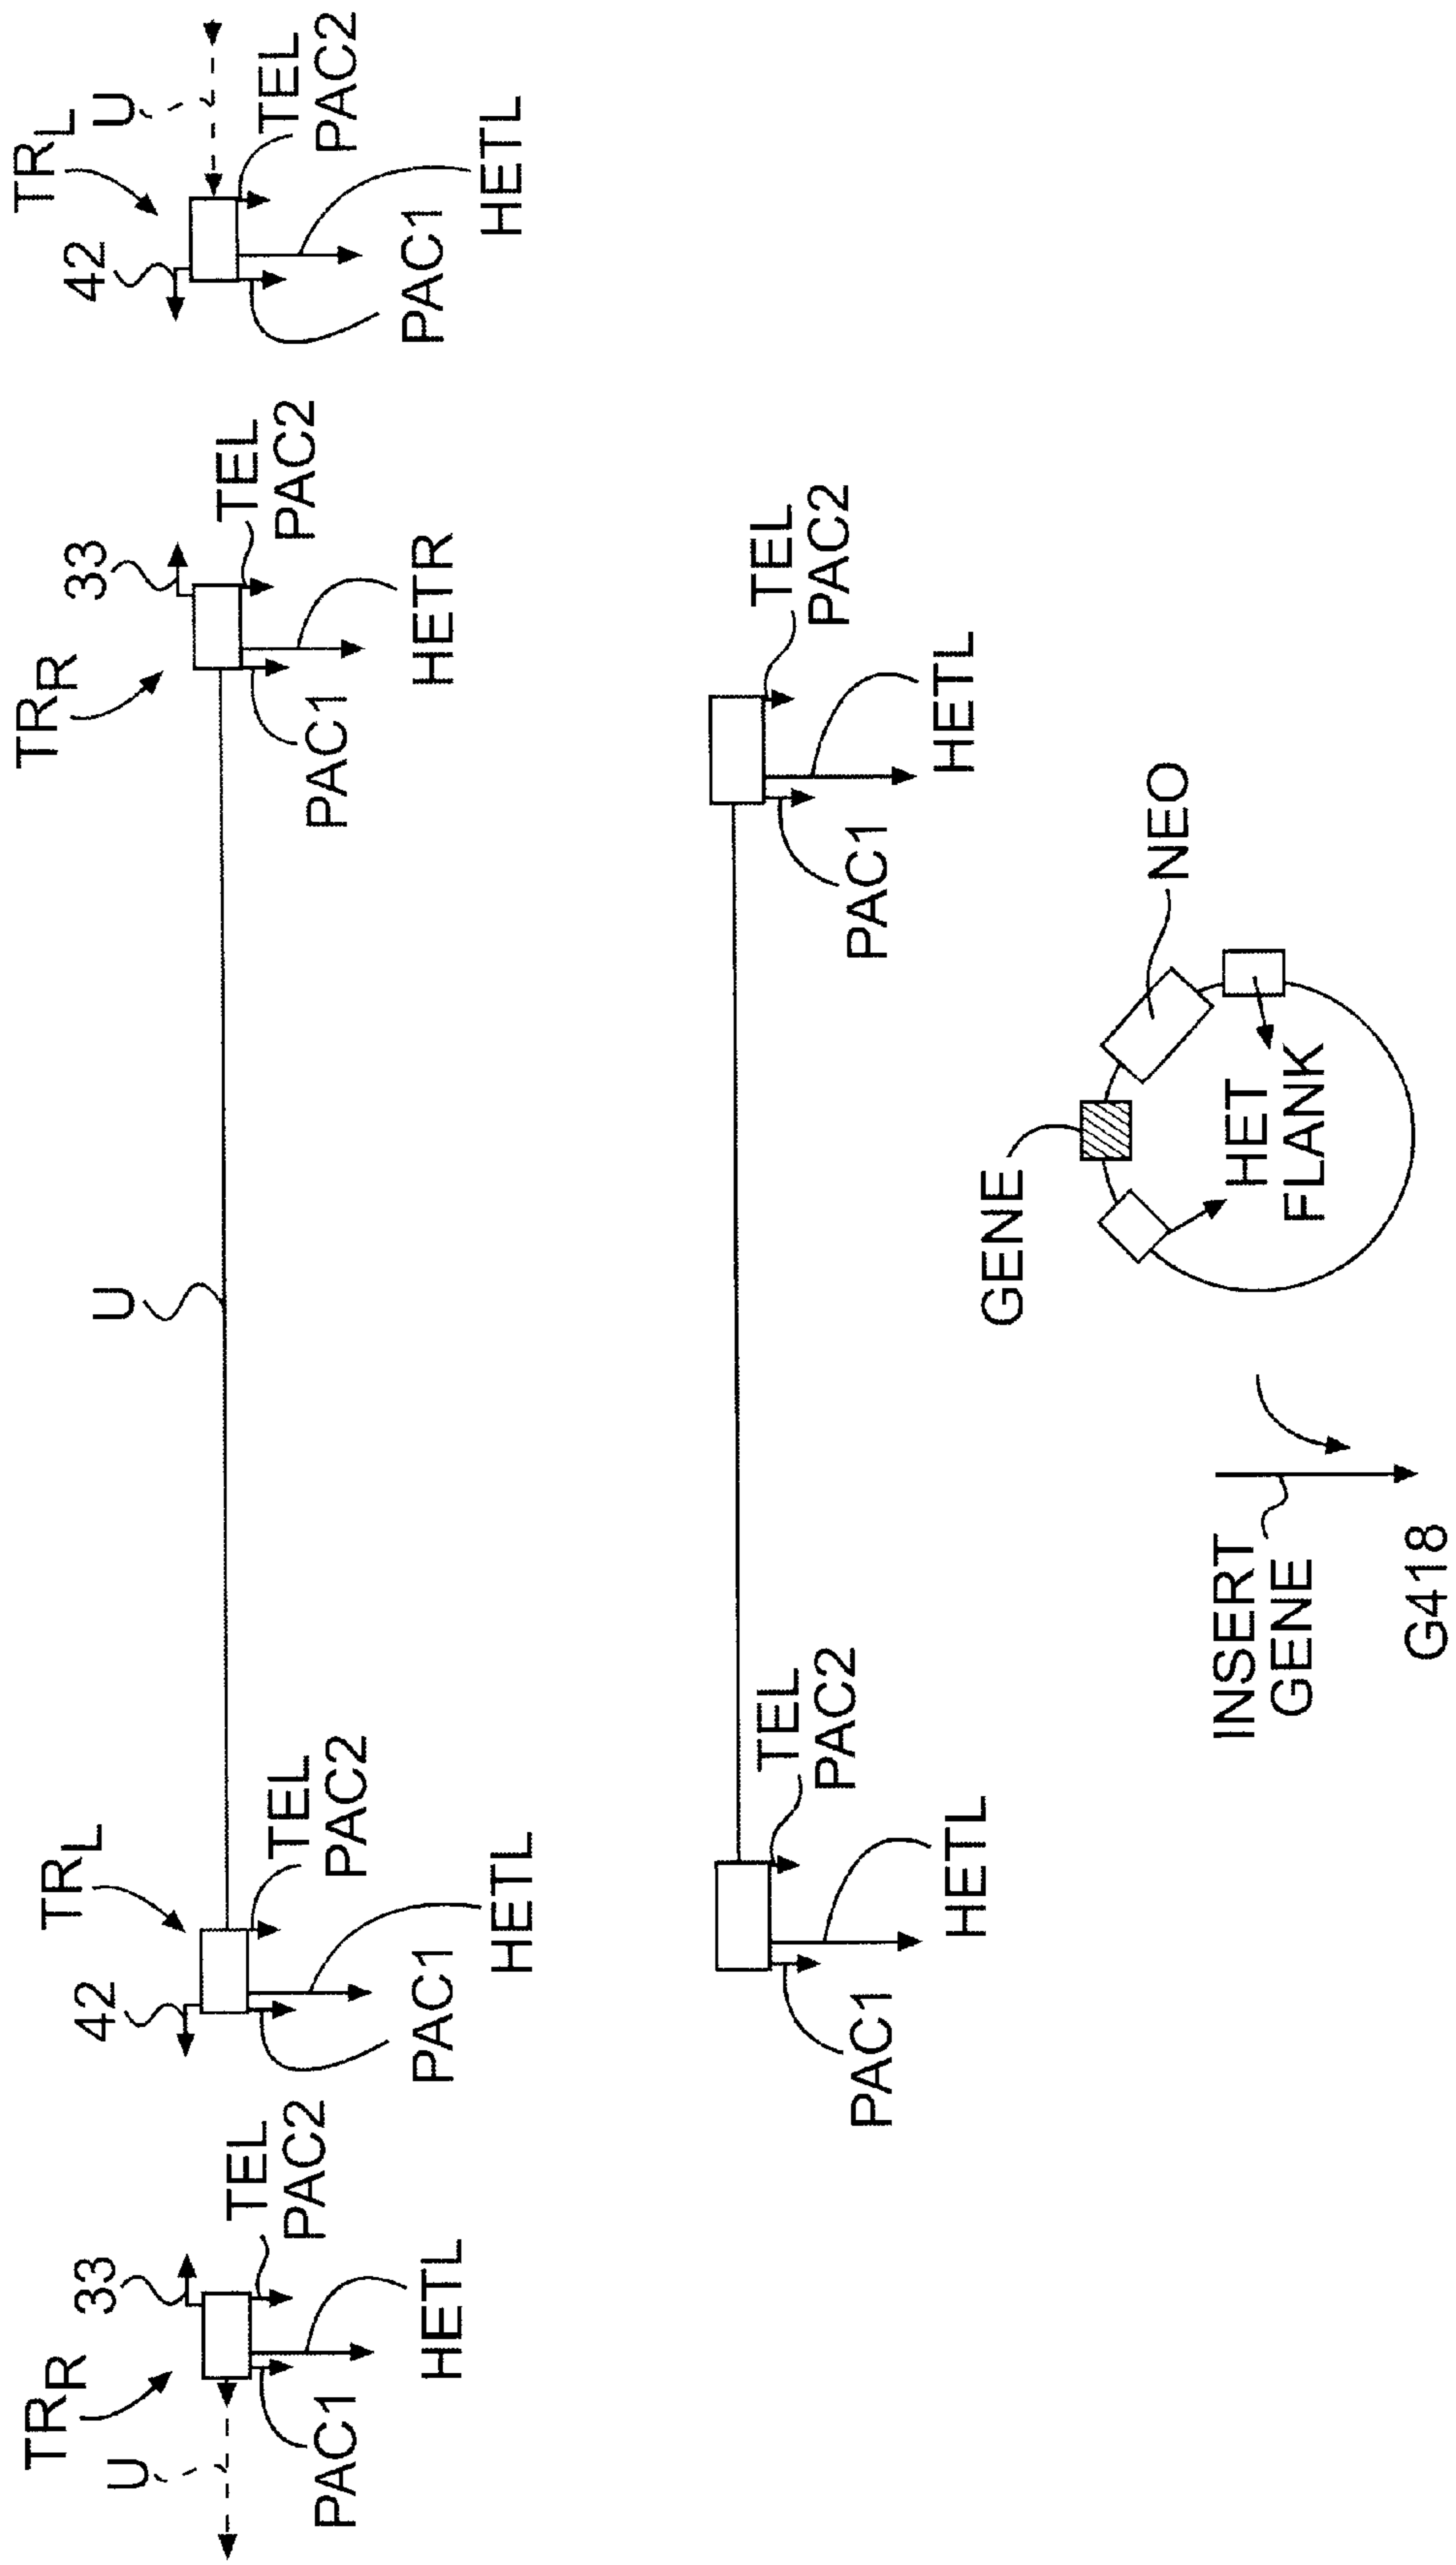 TRR
33
U
TEL
PAC2
PAC1
HETL
TRL
42
TEL
PAC2
PAC1
HETL
U
TRR
33
TEL
PAC2
PAC1
HETR
TRL
42
U
TEL
PAC2
PAC1
HETL
TEL
PAC2
PAC1
HETL
TEL
PAC2
PAC1
HETL
INSERT
GENE
G418
GENE
NEO
HET
FLANK